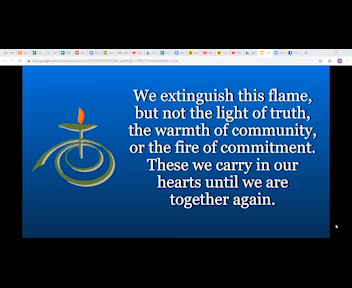 We extinguish this flame,
but not the light of truth,
the warmth of community,
or the fire of commitment.
These we carry in our
hearts until we are
together again.